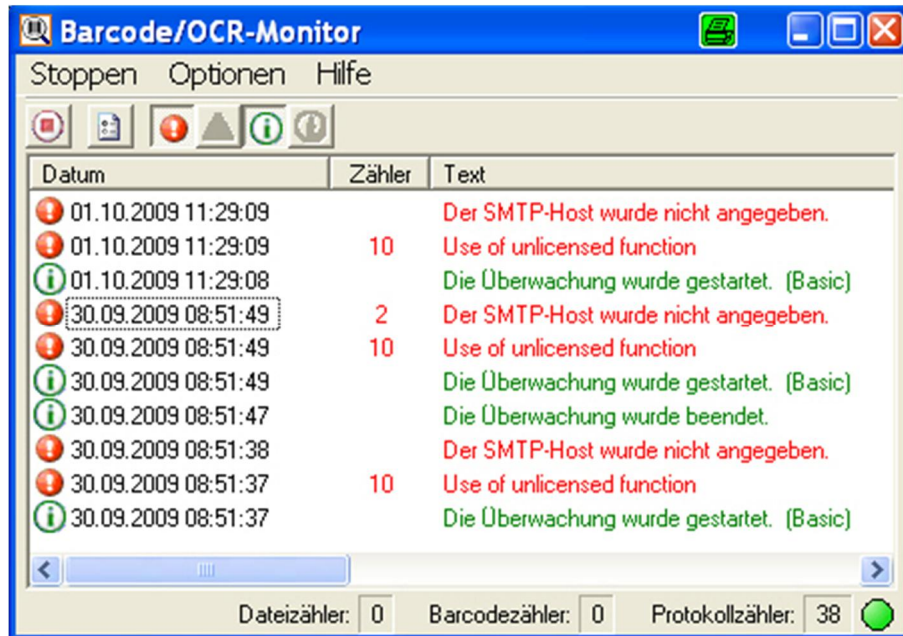 Barcode/OCR-Monitor
Stoppen Optionen Hilfe
Datum Zähler Text
01.10.2009 11:29:09 Der SMTP-Host wurde nicht angegeben.
01.10.2009 11:29:09 10 Use of unlicensed function
01.10.2009 11:29:08 Die Überwachung wurde gestartet. (Basic)
30.09.2009 08:51:49 2 Der SMTP-Host wurde nicht angegeben.
30.09.2009 08:51:49 10 Use of unlicensed function
30.09.2009 08:51:49 Die Überwachung wurde gestartet. (Basic)
30.09.2009 08:51:47 Die Überwachung wurde beendet.
30.09.2009 08:51:38 Der SMTP-Host wurde nicht angegeben.
30.09.2009 08:51:37 10 Use of unlicensed function
30.09.2009 08:51:37 Die Überwachung wurde gestartet. (Basic)
Dateizähler: 0 Barcodezähler: 0 Protokollzähler: 38